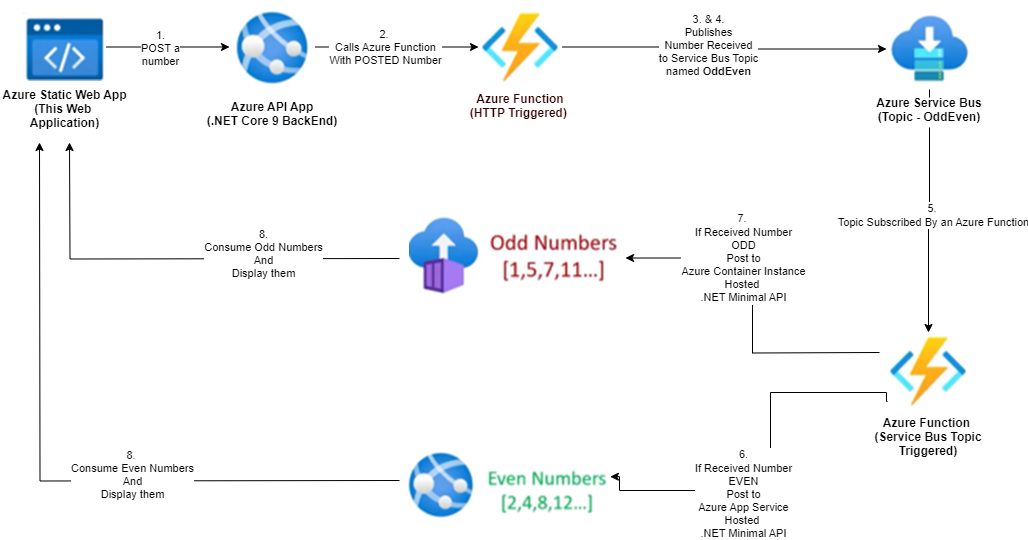 1.
POST a
number
2.
Calls Azure Function
With POSTED Number
3. & 4.
Publishes
Number Received
to Service Bus Topic
named OddEven
Azure Static Web App
(This Web
Application)
Azure API App
(.NET Core 9 BackEnd)
Azure Function
(HTTP Triggered)
Azure Service Bus
(Topic - OddEven)
5.
Topic Subscribed By an Azure Function
8.
Consume Odd Numbers
And
Display them
Odd Numbers
[1,5,7,11...]
7.
If Received Number
ODD
Post to
Azure Container Instance
Hosted
.NET Minimal API
Azure Function
(Service Bus Topic
Triggered)
8.
Consume Even Numbers
And
Display them
Even Numbers
[2,4,8,12...]
6.
If Received Number
EVEN
Post to
Azure App Service
Hosted
.NET Minimal API